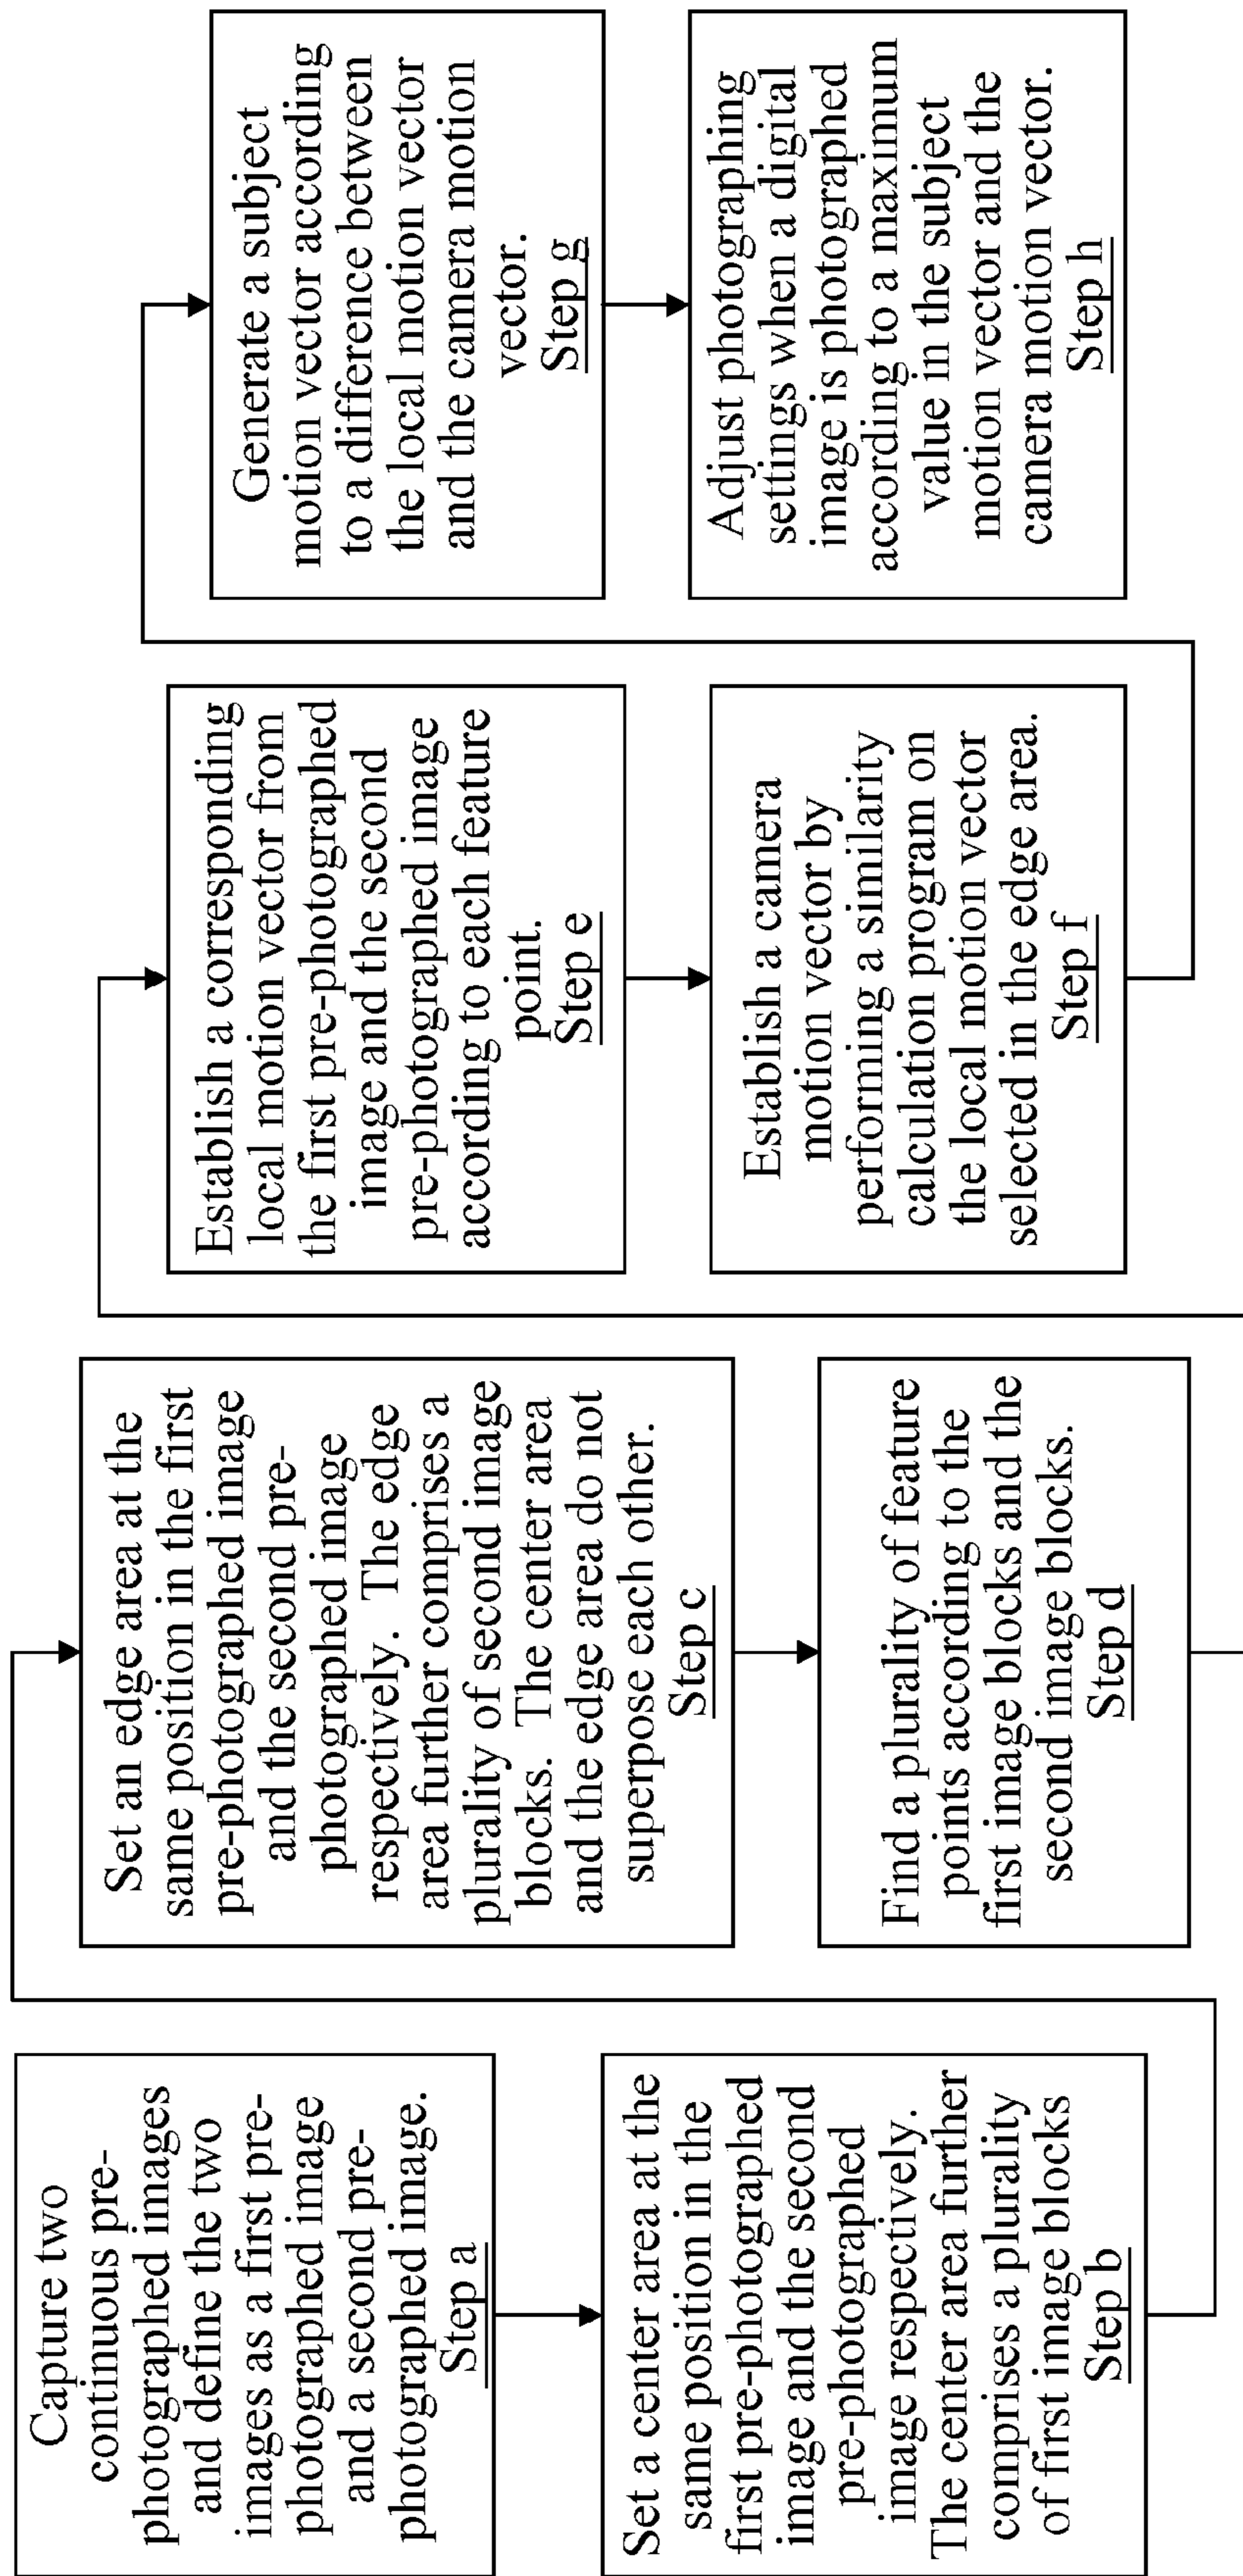 Capture two
continuous pre-
photographed images
and define the two
images as a first pre-
photographed image
and a second pre-
photographed image.
Step a
Set a center area at the
same position in the
first pre-photographed
image and the second
pre-photographed
image respectively.
The center area further
comprises a plurality
of first image blocks
Step b
Set an edge area at the
same position in the first
pre-photographed image
and the second pre-
photographed image
respectively. The edge
area further comprises a
plurality of second image
blocks. The center area
and the edge area do not
superpose each other.
Step c
Find a plurality of feature
points according to the
first image blocks and the
second image blocks.
Step d
Establish a corresponding
local motion vector from
the first pre-photographed
image and the second
pre-photographed image
according to each feature
point.
Step e
Establish a camera
motion vector by
performing a similarity
calculation program on
the local motion vector
selected in the edge area.
Step f
Generate a subject
motion vector according
to a difference between
the local motion vector
and the camera motion
vector.
Step g
Adjust photographing
settings when a digital
image is photographed
according to a maximum
value in the subject
motion vector and the
camera motion vector.
Step h